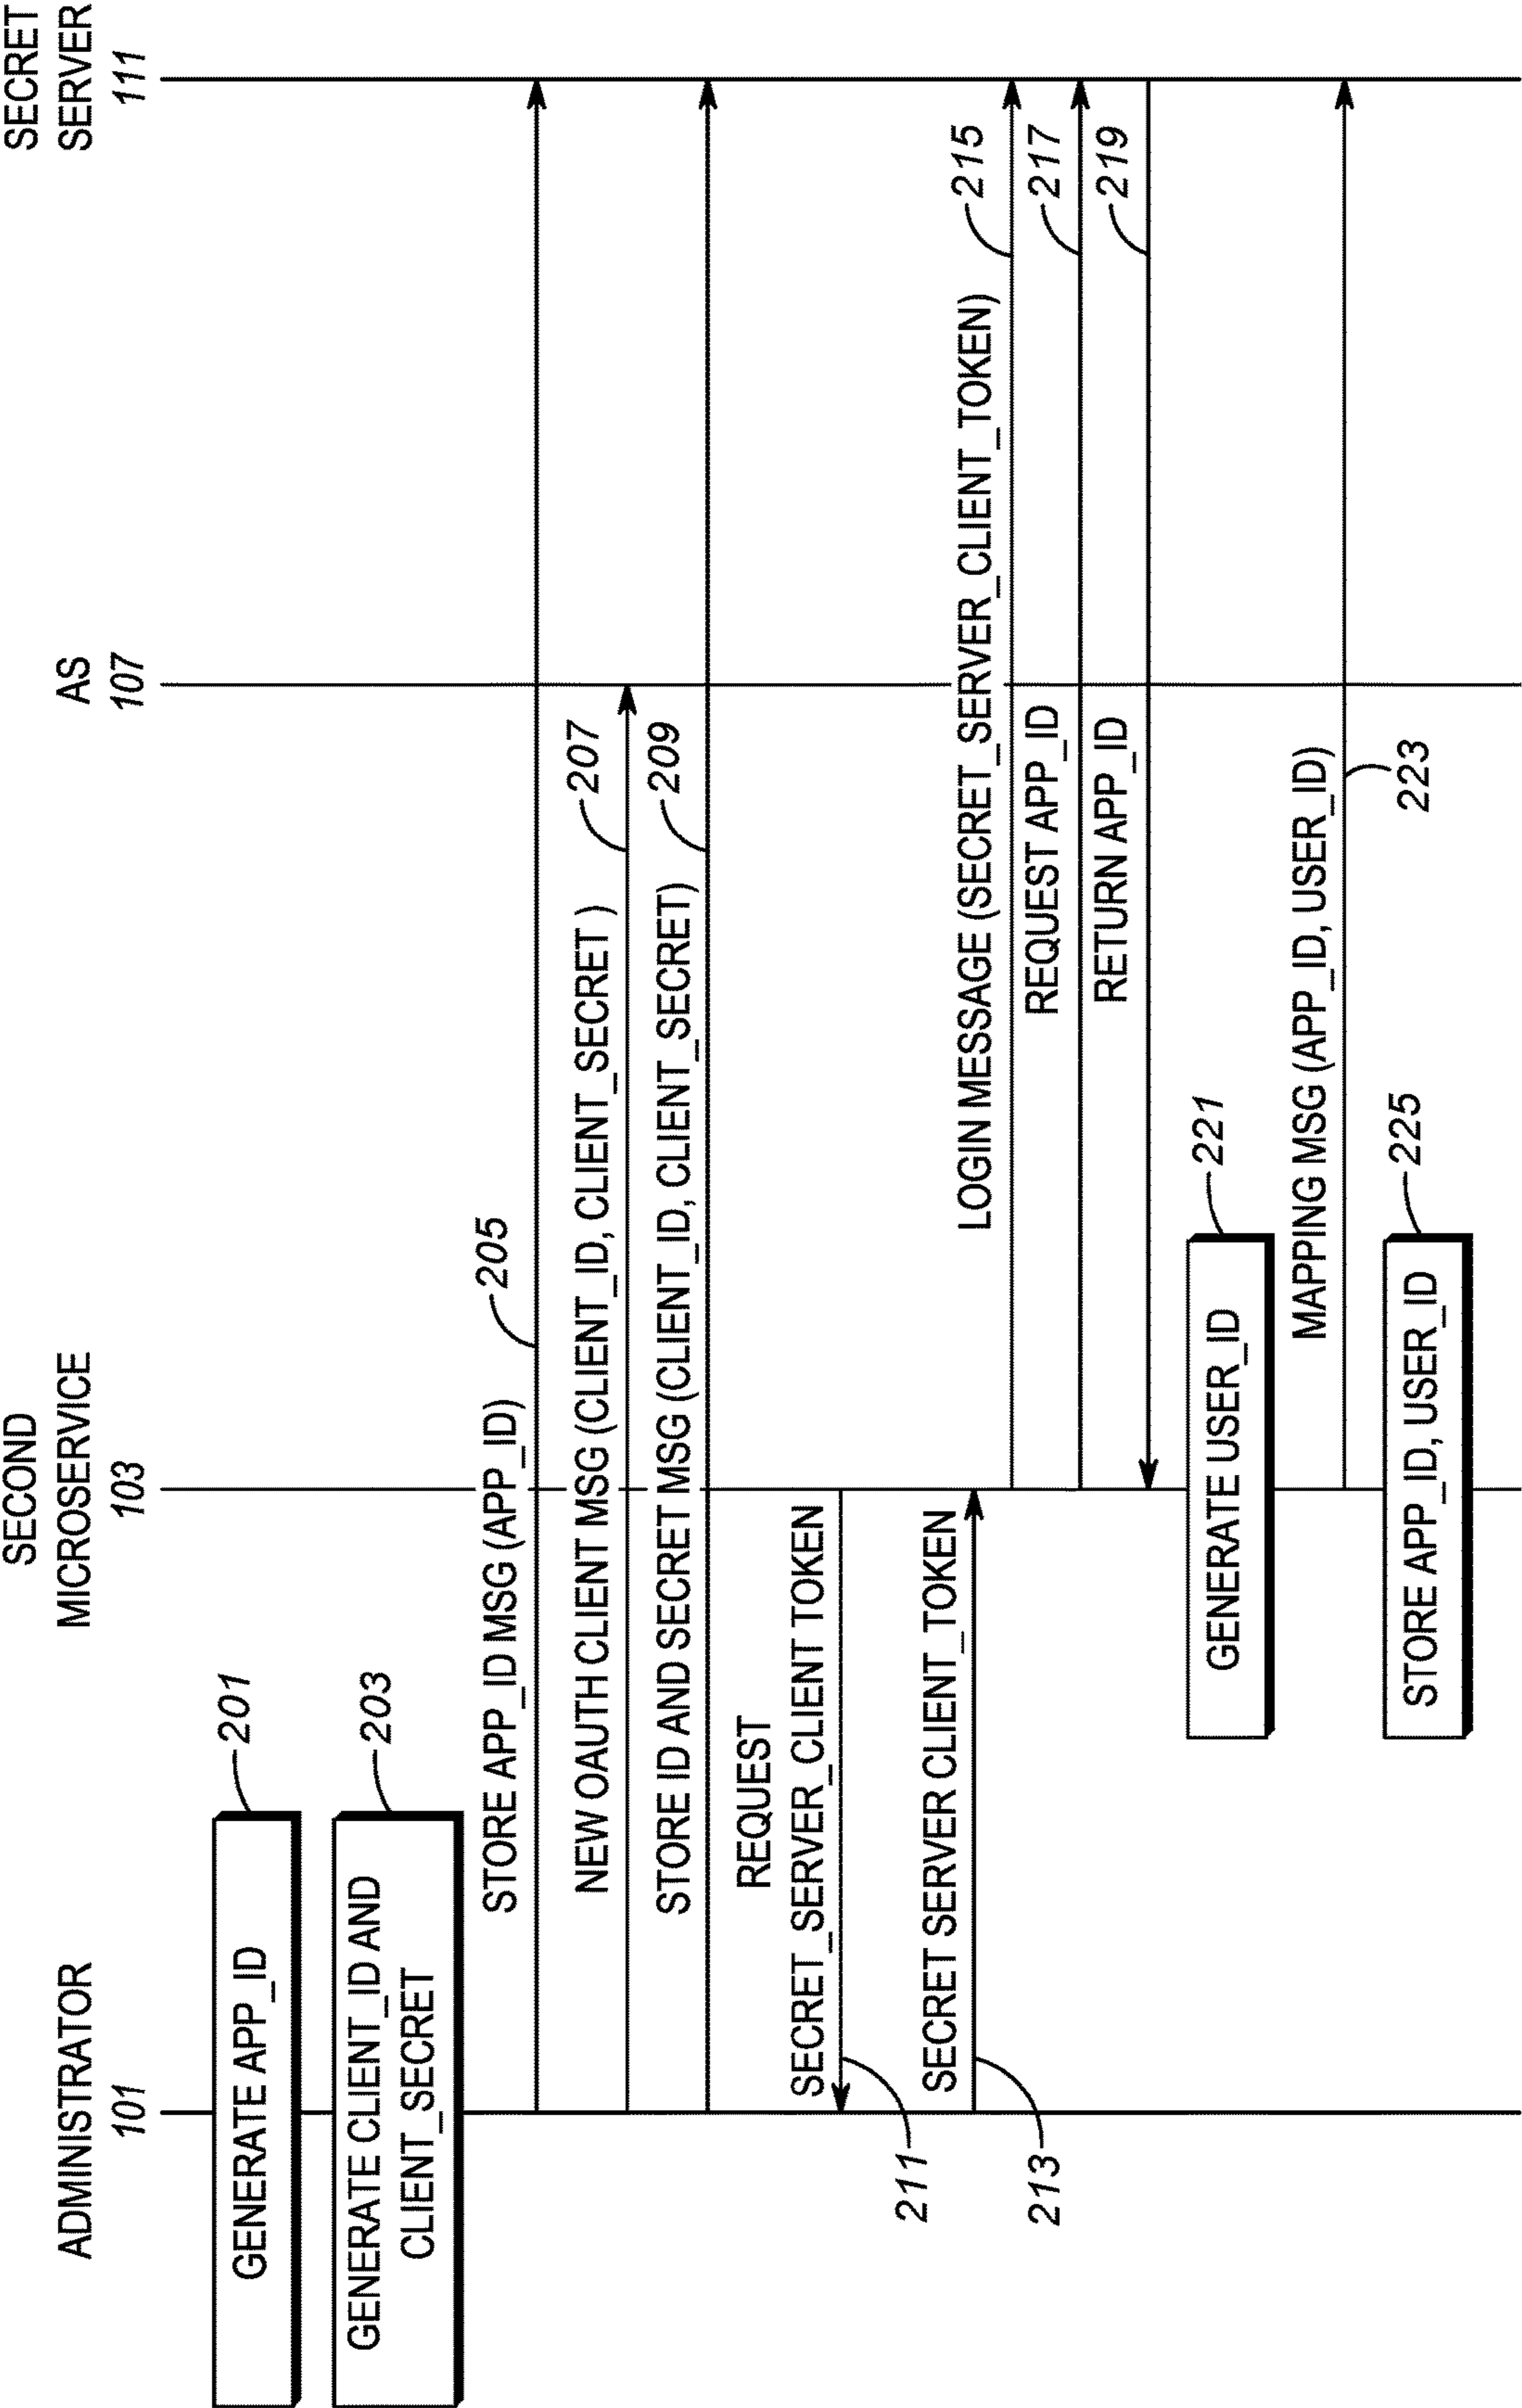 ADMINISTRATOR
101
SECOND
MICROSERVICE
103
AS
107
SECRET
SERVER
111
GENERATE APP_ID
201
GENERATE CLIENT_ID AND
CLIENT_SECRET
203
STORE APP_ID MSG (APP_ID)
205
NEW OAUTH CLIENT MSG (CLIENT_ID, CLIENT_SECRET )
207
STORE ID AND SECRET MSG (CLIENT_ID, CLIENT_SECRET)
209
REQUEST
SECRET_SERVER_CLIENT TOKEN
211
SECRET SERVER CLIENT_TOKEN
213
LOGIN MESSAGE (SECRET_SERVER_CLIENT_TOKEN)
215
REQUEST APP_ID
217
RETURN APP_ID
219
GENERATE USER_ID
221
MAPPING MSG (APP_ID, USER_ID)
223
STORE APP_ID, USER_ID
225